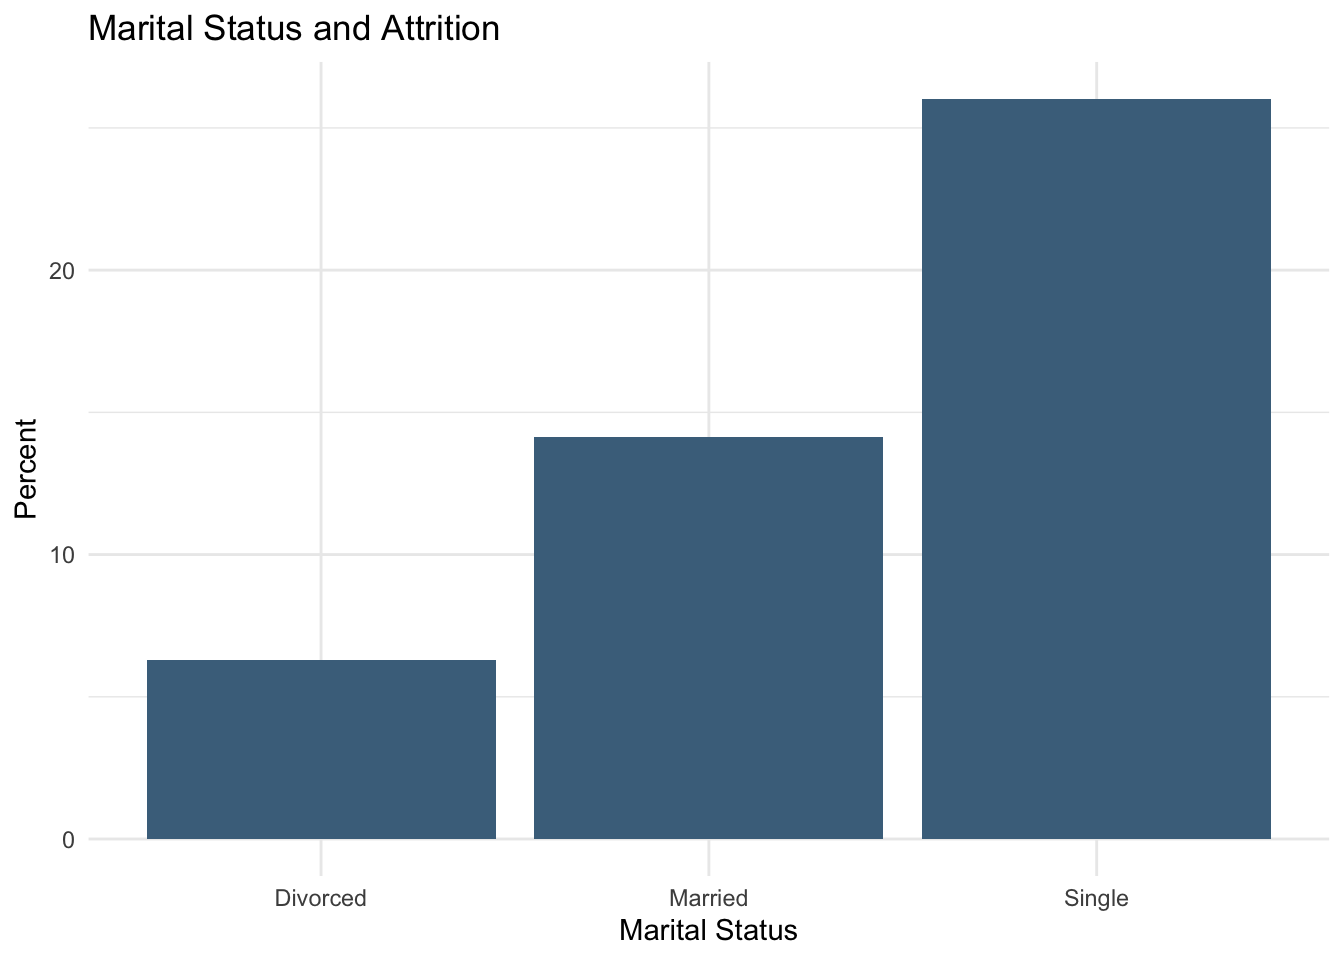 Marital Status and Attrition
Percent
20
10
0
Divorced Married Single
Marital Status